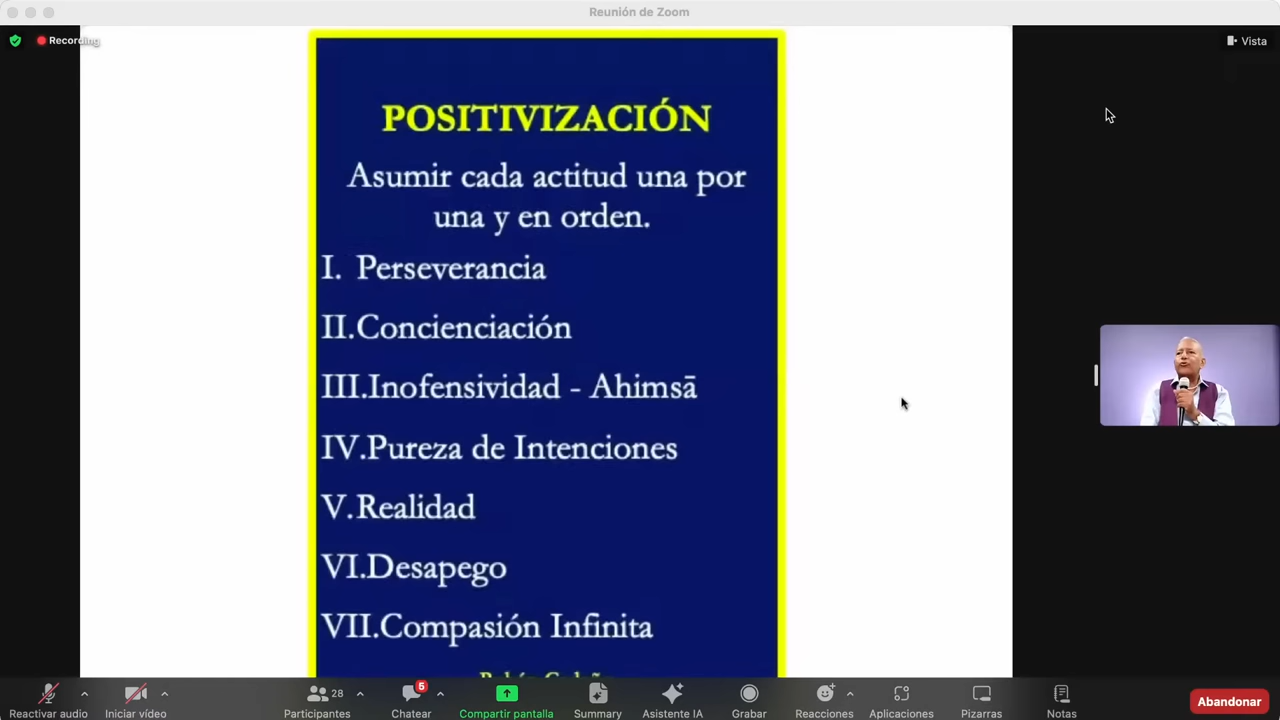 Reunión de Zoom
Recording
Vista
POSITIVIZACIÓN
Asumir cada actitud una por
una y en orden.
I. Perseverancia
II.Concienciación
III.Inofensividad - Ahimsā
IV.Pureza de Intenciones
V.Realidad
VI.Desapego
VII.Compasión Infinita
5
28
Reactivar audio
Iniciar vídeo
Participantes
Chatear
Compartir pantalla
Summary
Asistente IA
Grabar
Reacciones
Aplicaciones
Pizarras
Notas
Abandonar